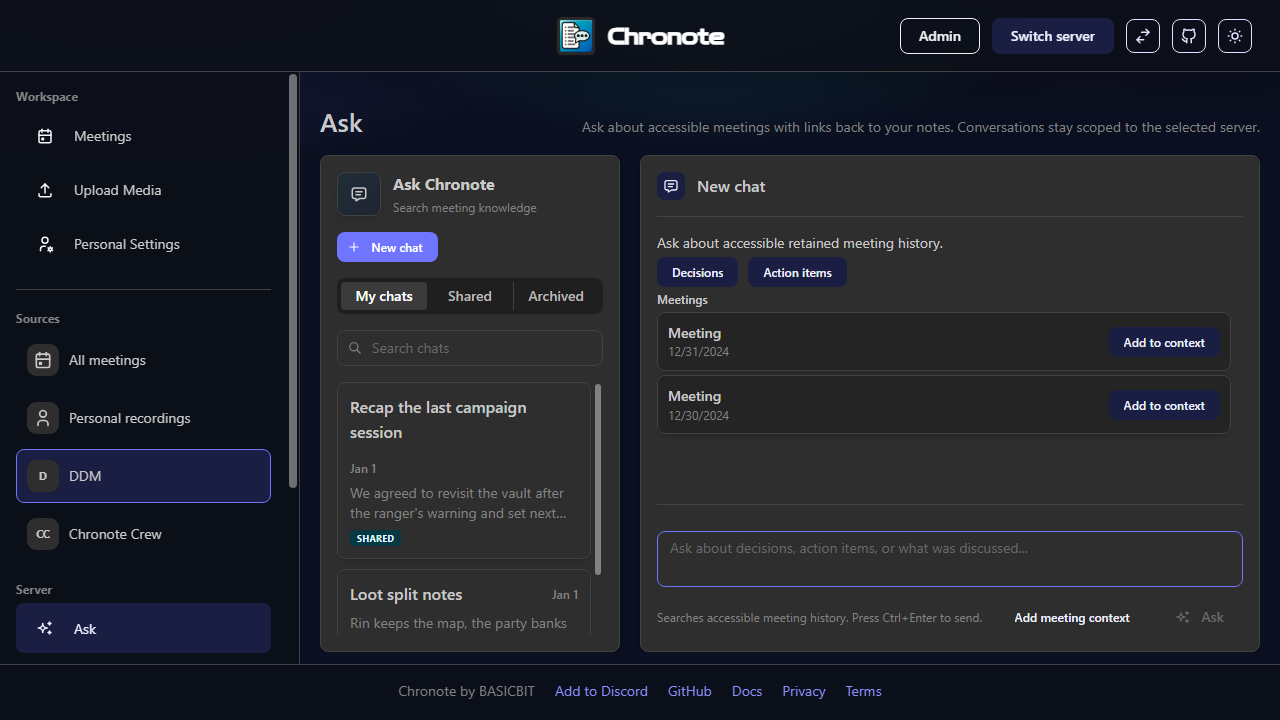 Chronote
Admin
Switch server
Workspace
Meetings
Upload Media
Personal Settings
Sources
All meetings
Personal recordings
D
DDM
CC
Chronote Crew
Server
Ask
Ask
Ask about accessible meetings with links back to your notes. Conversations stay scoped to the selected server.
Ask Chronote
Search meeting knowledge
New chat
My chats
Shared
Archived
Search chats
Recap the last campaign
session
Jan 1
We agreed to revisit the vault after
the ranger's warning and set next...
SHARED
Loot split notes
Jan 1
Rin keeps the map, the party banks
New chat
Ask about accessible retained meeting history.
Decisions
Action items
Meetings
Meeting
12/31/2024
Add to context
Meeting
12/30/2024
Add to context
Ask about decisions, action items, or what was discussed...
Searches accessible meeting history. Press Ctrl+Enter to send.
Add meeting context
Ask
Chronote by BASICBIT
Add to Discord
GitHub
Docs
Privacy
Terms